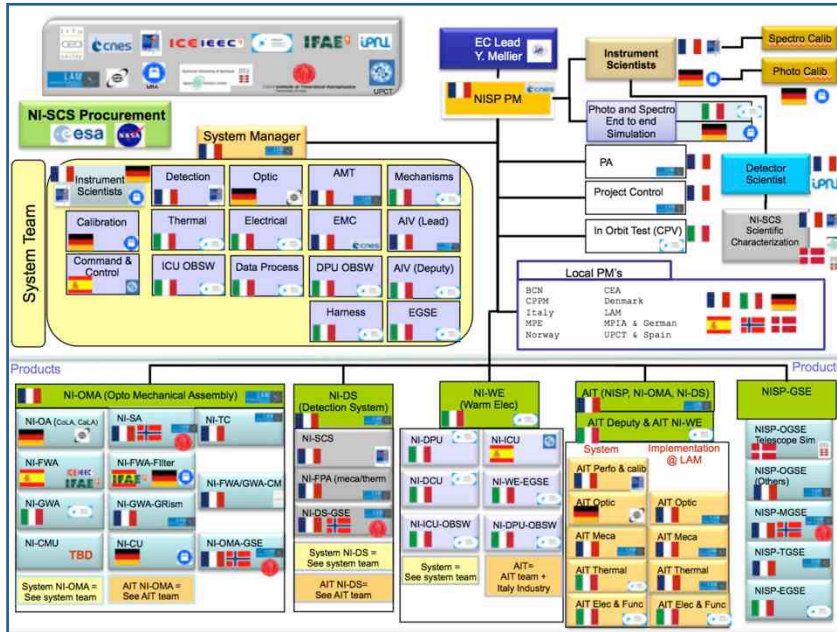 cnes
ICE IEEC
IFAE
ipnu
LAM
MPIA
UPCT
EC Lead
Y. Mellier
NISP PM
cnes
Instrument
Scientists
Spectro Calib
Photo Calib
NI-SCS Procurement
esa
NASA
Photo and Spectro
End to end
Simulation
System Manager
System Team
Instrument
Scientists
Detection
Optic
AMT
Mechanisms
Calibration
Thermal
Electrical
EMC
cnes
AIV (Lead)
Command &
Control
ICU OBSW
Data Process
DPU OBSW
AIV (Deputy)
Harness
EGSE
PA
Project Control
In Orbit Test (CPV)
Detector
Scientist
ipnu
NI-SCS
Scientific
Characterization
Local PM's
BCN CEA
CPPM Denmark
Italy LAM
MPE MPIA & German
Norway UPCT & Spain
Products
Product
NI-OMA (Opto Mechanical Assembly)
NI-OA (CoLA, CaLA)
NI-SA
NI-TC
NI-FWA
ICE IEEC
IFAE
NI-FWA-Filter
IFAE
NI-FWA/GWA-CM
NI-GWA
NI-GWA-GRism
NI-CMU
TBD
NI-CU
NI-OMA-GSE
System NI-OMA =
See system team
AIT NI-OMA =
See AIT team
NI-DS
(Detection System)
NI-SCS
NI-FPA (meca/therm)
NI-DS-GSE
System NI-DS =
See system team
AIT NI-DS=
See AIT team
NI-WE
(Warm Elec)
NI-DPU
NI-ICU
NI-DCU
NI-WE-EGSE
NI-ICU-OBSW
NI-DPU-OBSW
System =
See system team
AIT=
AIT team +
Italy Industry
AIT (NISP, NI-OMA, NI-DS)
AIT Deputy & AIT NI-WE
System
Implementation
@ LAM
AIT Perfo & calib
AIT Optic
AIT Optic
AIT Meca
AIT Meca
AIT Thermal
AIT Thermal
AIT Elec & Func
AIT Elec & Func
NISP-GSE
NISP-OGSE
Telescope Sim
NISP-OGSE
(Others)
NISP-MGSE
NISP-TGSE
NISP-EGSE